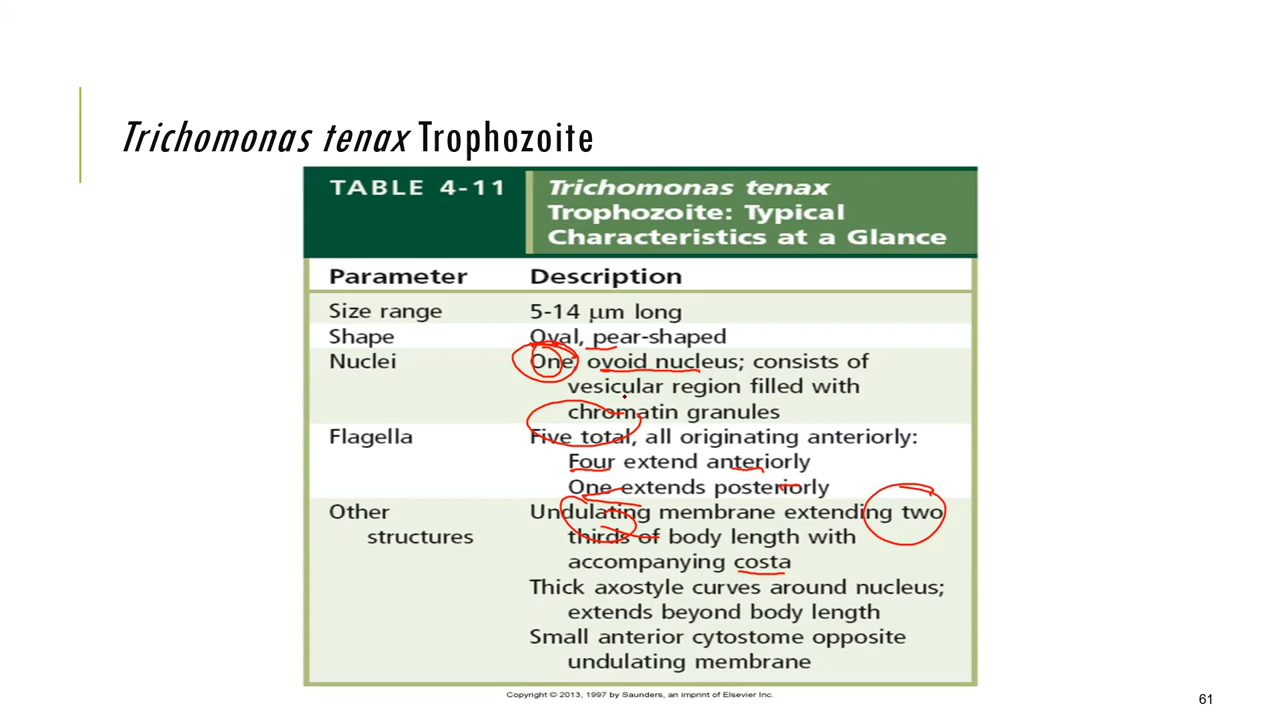 Trichomonas tenax Trophozoite
TABLE 4-11
Trichomonas tenax
Trophozoite: Typical
Characteristics at a Glance
Parameter Description
Size range 5-14 μm long
Shape Oval, pear-shaped
Nuclei One, ovoid nucleus; consists of
vesicular region filled with
chromatin granules
Flagella Five total, all originating anteriorly:
Four extend anteriorly
One extends posteriorly
Other Undulating membrane extending two
structures thirds of body length with
accompanying costa
Thick axostyle curves around nucleus;
extends beyond body length
Small anterior cytostome opposite
undulating membrane
Copyright © 2013, 1997 by Saunders, an imprint of Elsevier Inc.
61